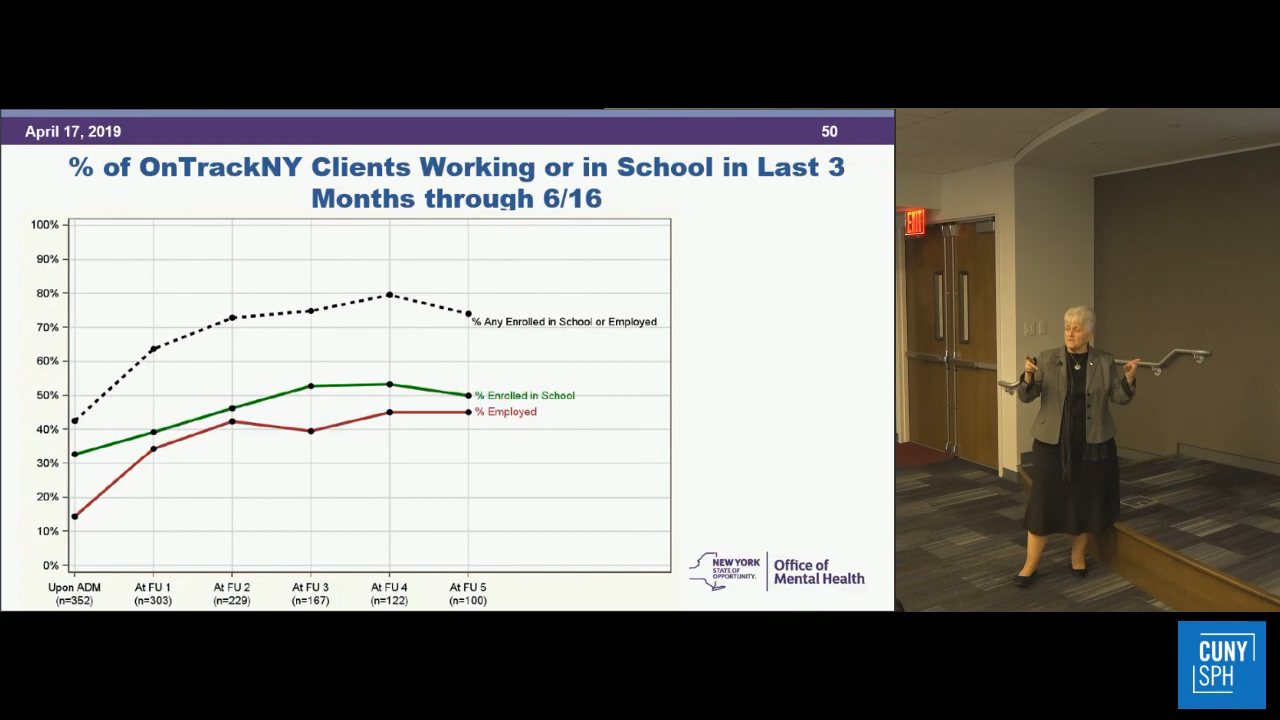 April 17, 2019
50
% of OnTrackNY Clients Working or in School in Last 3
Months through 6/16
100%
90%
80%
70%
60%
50%
40%
30%
20%
10%
0%
% Any Enrolled in School or Employed
% Enrolled in School
% Employed
Upon ADM
(n=352)
At FU 1
(n=303)
At FU 2
(n=229)
At FU 3
(n=167)
At FU 4
(n=122)
At FU 5
(n=100)
NEW YORK
STATE OF
OPPORTUNITY.
Office of
Mental Health
EXIT
CUNY
SPH